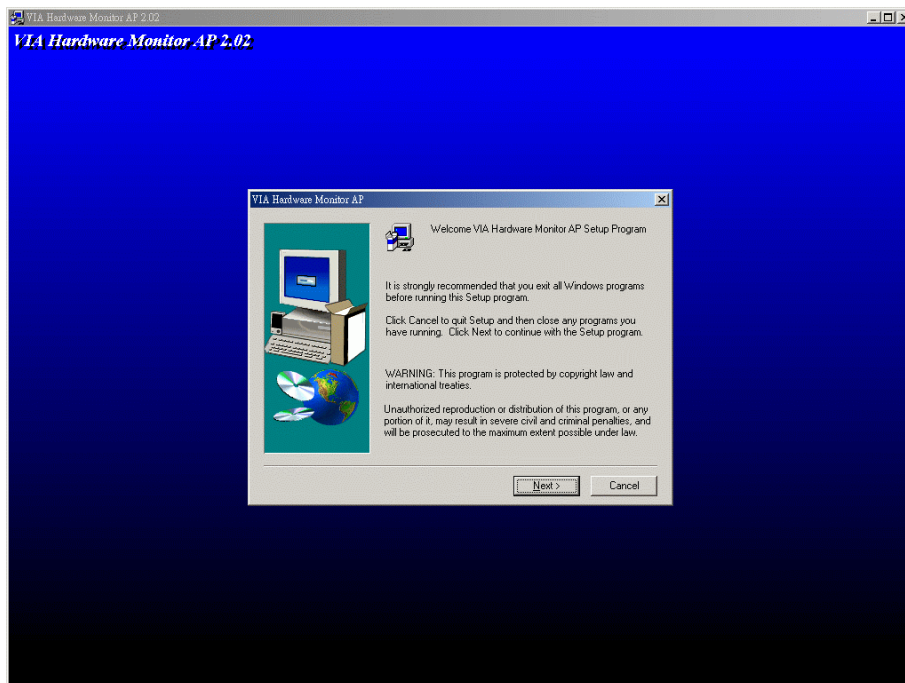 VIA Hardware Monitor AP 2.02
VIA Hardware Monitor AP 2.02
VIA Hardware Monitor AP
Welcome VIA Hardware Monitor AP Setup Program
It is strongly recommended that you exit all Windows programs
before running this Setup program.
Click Cancel to quit Setup and then close any programs you
have running. Click Next to continue with the Setup program.
WARNING: This program is protected by copyright law and
international treaties.
Unauthorized reproduction or distribution of this program, or any
portion of it, may result in severe civil and criminal penalties, and
will be prosecuted to the maximum extent possible under law.
Next >
Cancel